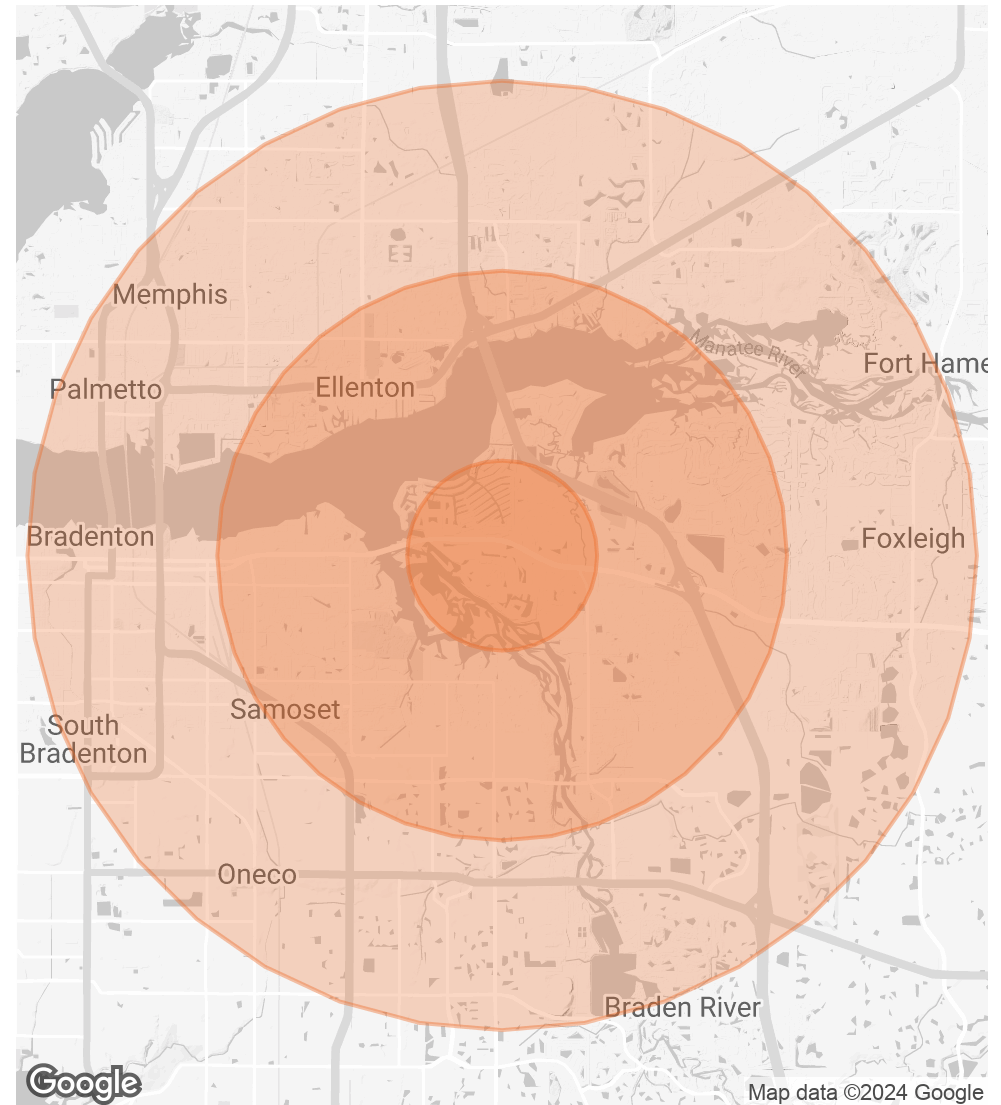 Memphis
Manatee River
Fort Hame
Palmetto
Ellenton
Bradenton
Foxleigh
Samoset
South
Bradenton
Oneco
Braden River
Google
Map data ©2024 Google